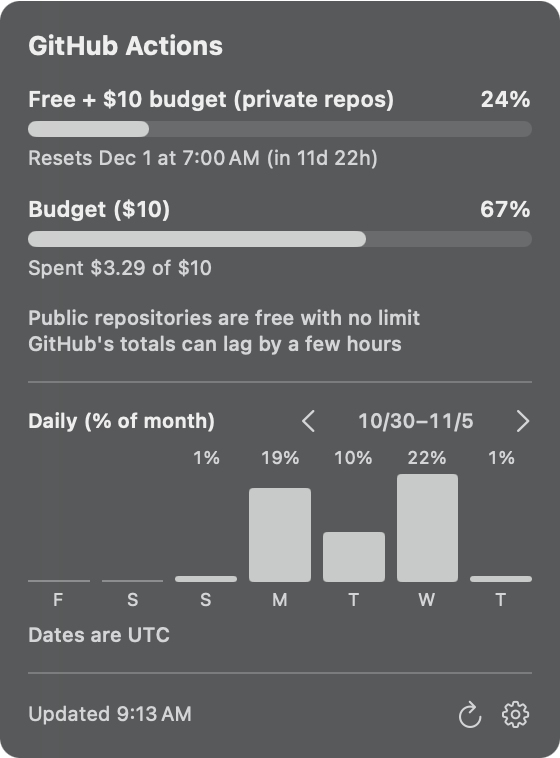 GitHub Actions
Free + $10 budget (private repos) 24%
Resets Dec 1 at 7:00 AM (in 11d 22h)
Budget ($10) 67%
Spent $3.29 of $10
Public repositories are free with no limit
GitHub's totals can lag by a few hours
Daily (% of month) 10/30–11/5
1% 19% 10% 22% 1%
F S S M T W T
Dates are UTC
Updated 9:13 AM